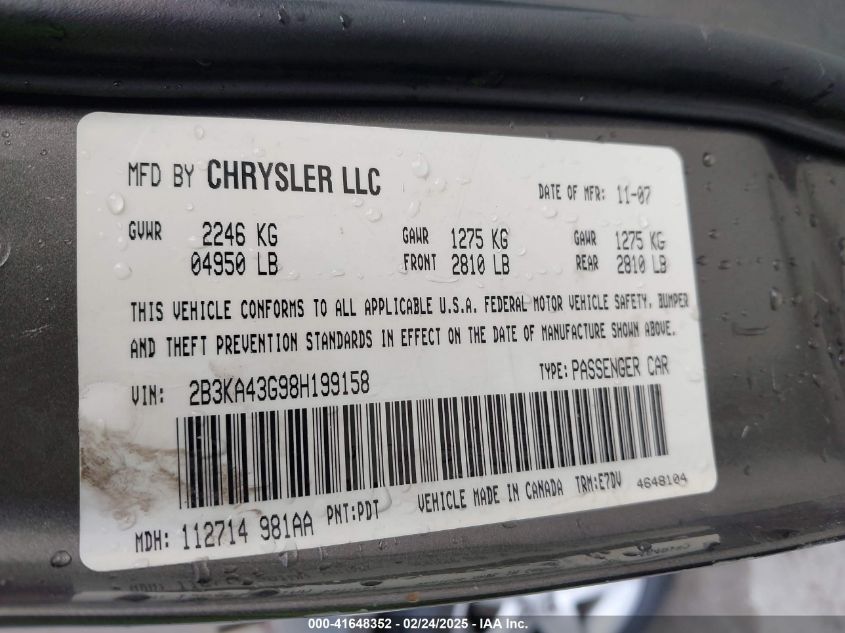 MFD BY CHRYSLER LLC DATE OF MFR: 11-07
GVWR 2246 KG GAWR 1275 KG GAWR 1275 KG
04950 LB FRONT 2810 LB REAR 2810 LB
THIS VEHICLE CONFORMS TO ALL APPLICABLE U.S.A. FEDERAL MOTOR VEHICLE SAFETY, BUMPER
AND THEFT PREVENTION STANDARDS IN EFFECT ON THE DATE OF MANUFACTURE SHOWN ABOVE.
VIN: 2B3KA43G98H199158 TYPE: PASSENGER CAR
MDH: 112714 981AA PNT:PDT VEHICLE MADE IN CANADA TRM:E7DV 4648104
000-41648352 - 02/24/2025 - IAA Inc.